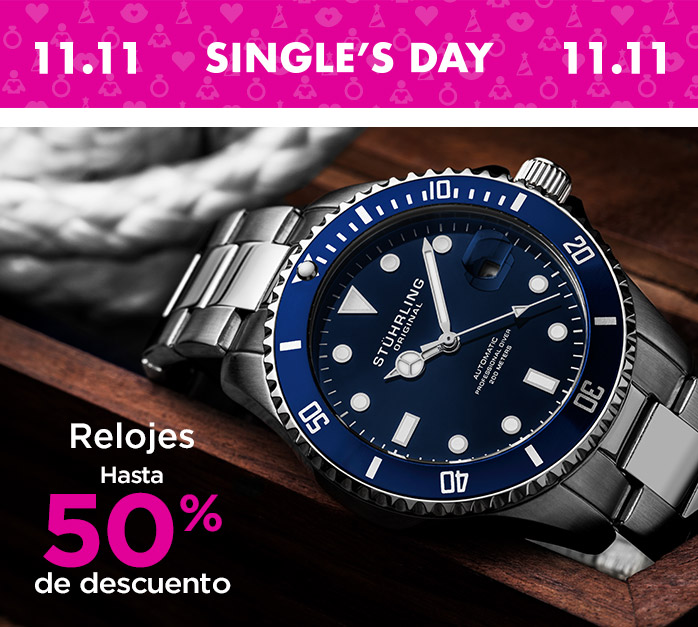 11.11 SINGLE'S DAY 11.11
10
20
STÜHRLING
ORIGINAL
AUTOMATIC
PROFESSIONAL DIVER
200 METERS
30
50
40
Relojes
Hasta
50%
de descuento